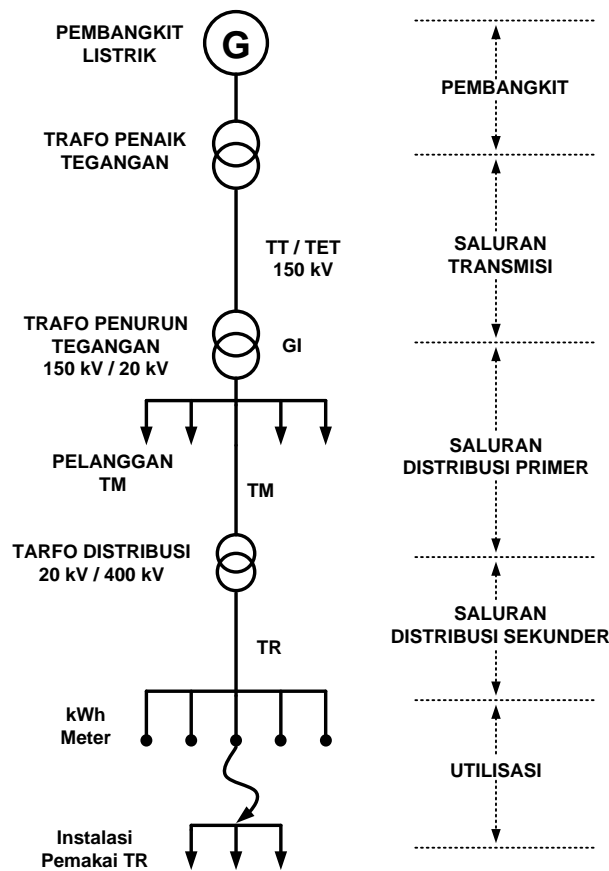 PEMBANGKIT
LISTRIK
G
PEMBANGKIT
TRAFO PENAIK
TEGANGAN
TT / TET
150 kV
SALURAN
TRANSMISI
TRAFO PENURUN
TEGANGAN
150 kV / 20 kV
GI
PELANGGAN
TM
TM
SALURAN
DISTRIBUSI PRIMER
TARFO DISTRIBUSI
20 kV / 400 kV
SALURAN
DISTRIBUSI SEKUNDER
TR
kWh
Meter
UTILISASI
Instalasi
Pemakai TR